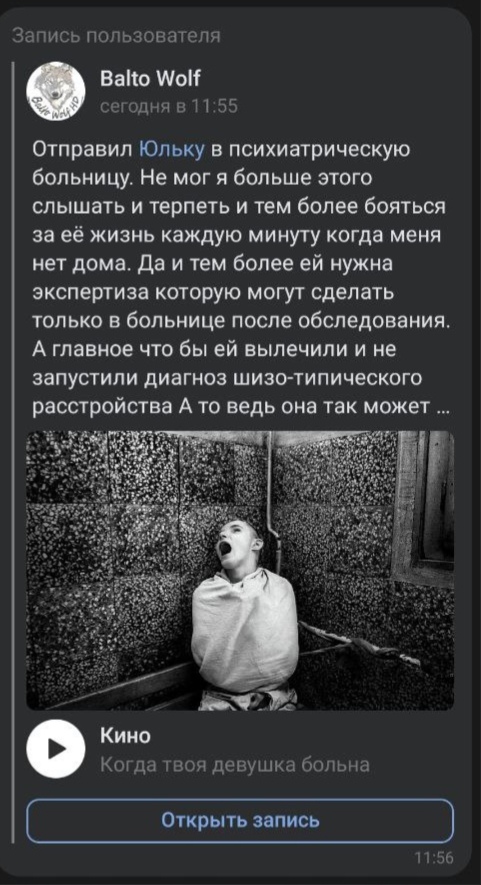 Запись пользователя
Balto Wolf
сегодня в 11:55
Отправил Юльку в психиатрическую
больницу. Не мог я больше этого
слышать и терпеть и тем более бояться
за её жизнь каждую минуту когда меня
нет дома. Да и тем более ей нужна
экспертиза которую могут сделать
только в больнице после обследования.
А главное что бы ей вылечили и не
запустили диагноз шизо-типического
расстройства А то ведь она так может ...
Кино
Когда твоя девушка больна
Открыть запись
11:56
Balto Wolf HD